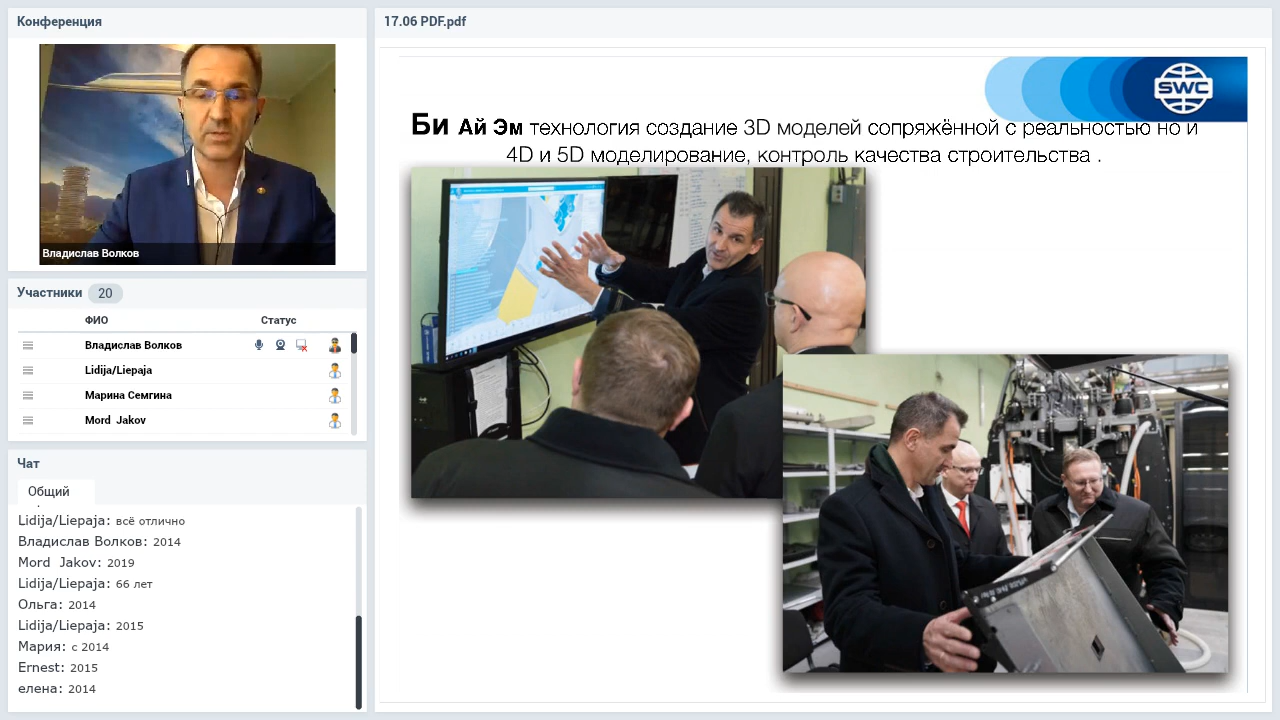 Конференция
Владислав Волков
Участники 20
ФИО Статус
Владислав Волков
Lidija/Liepaja
Марина Семгина
Mord Jakov
Чат
Общий
Lidija/Liepaja: всё отлично
Владислав Волков: 2014
Mord Jakov: 2019
Lidija/Liepaja: 66 лет
Ольга: 2014
Lidija/Liepaja: 2015
Мария: с 2014
Ernest: 2015
елена: 2014
17.06 PDF.pdf
SWC
Би Ай Эм технология создание 3D моделей сопряжённой с реальностью но и
4D и 5D моделирование, контроль качества строительства .